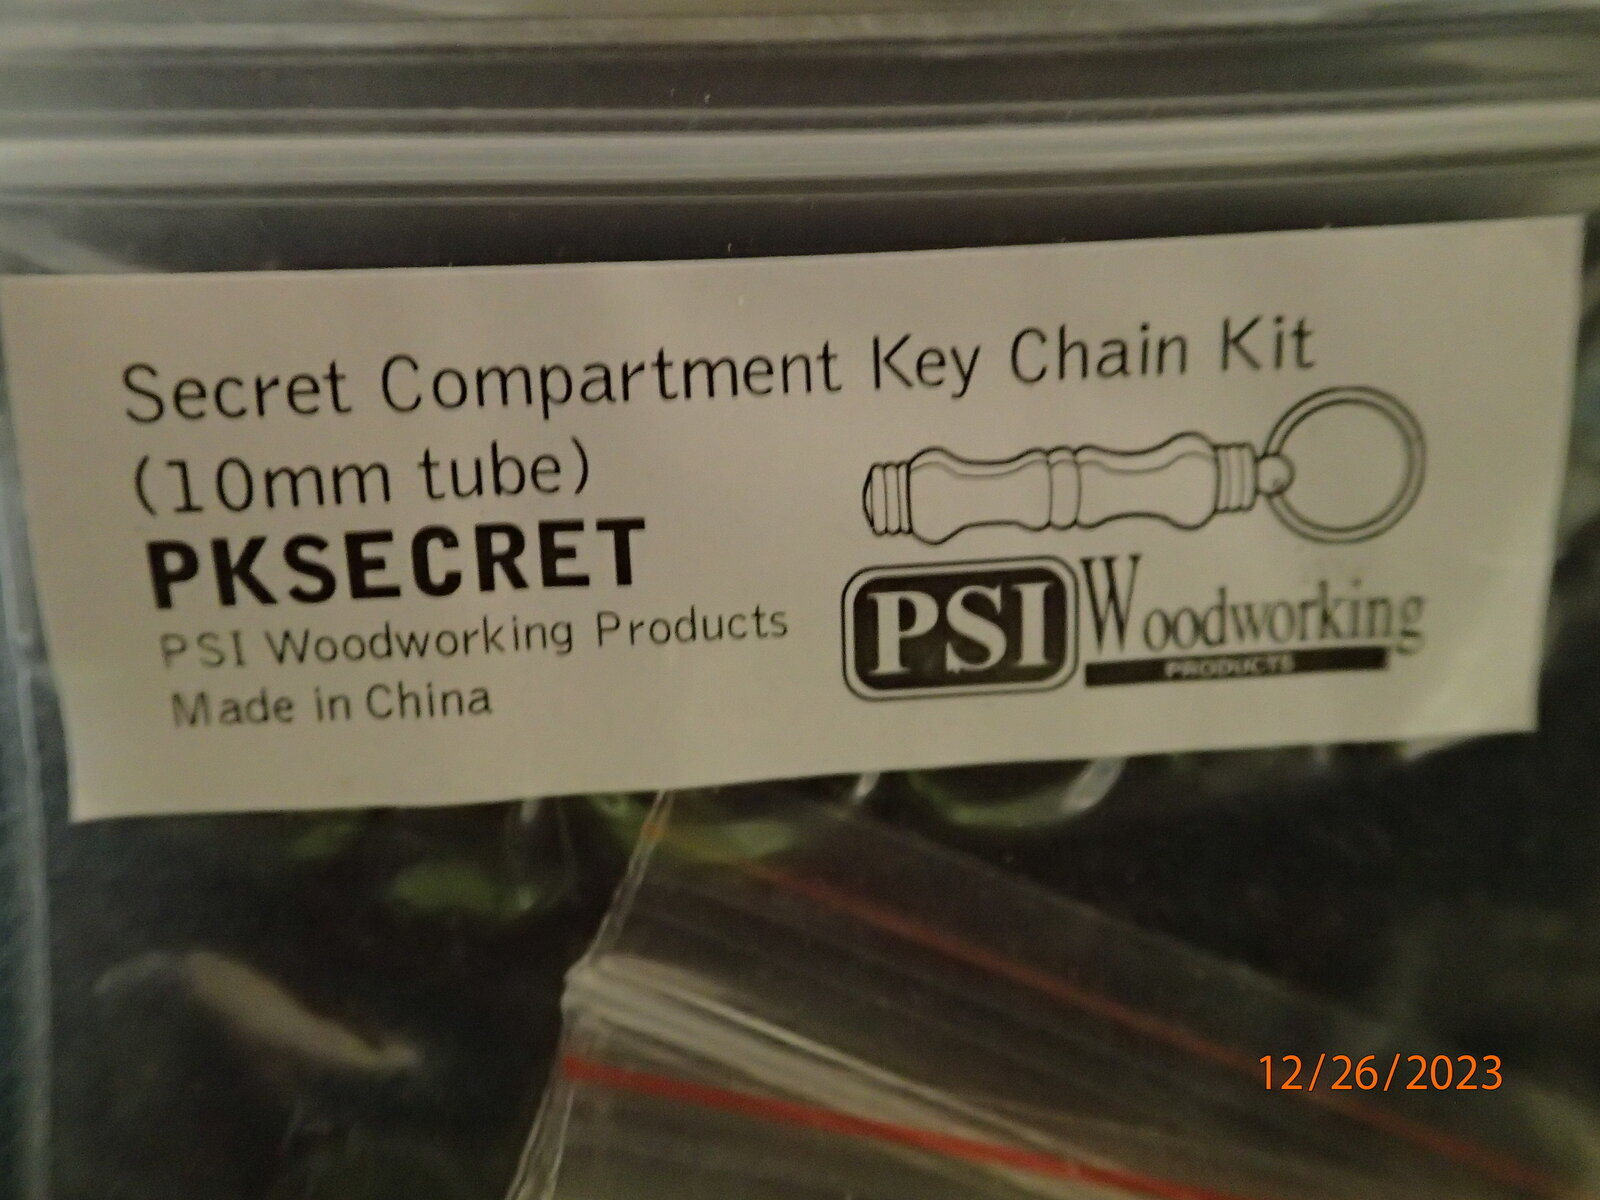 Secret Compartment Key Chain Kit
(10mm tube)
PKSECRET
PSI Woodworking Products
Made in China
PSI Woodworking
PRODUCTS
12/26/2023